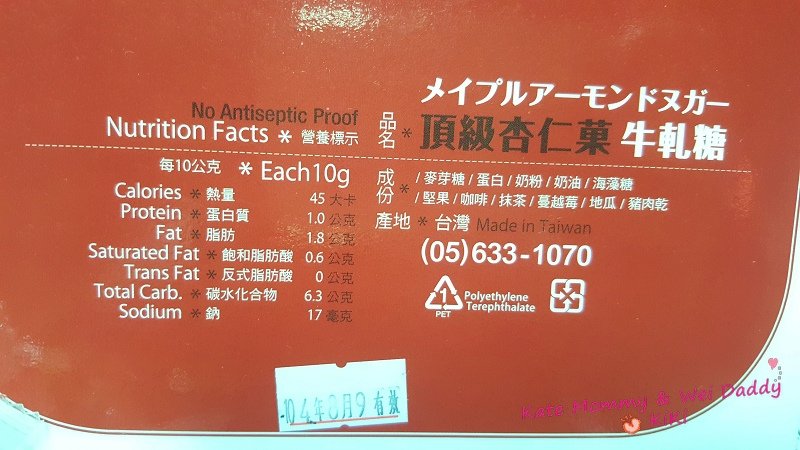 No Antiseptic Proof
Nutrition Facts * 營養標示
每10公克 * Each10g
Calories * 熱量 45 大卡
Protein * 蛋白質 1.0 公克
Fat * 脂肪 1.8 公克
Saturated Fat * 飽和脂肪酸 0.6 公克
Trans Fat * 反式脂肪酸 0 公克
Total Carb. * 碳水化合物 6.3 公克
Sodium * 鈉 17 毫克
メイプルアーモンドヌガー
品名 * 頂級杏仁菓 牛軋糖
成份 * / 麥芽糖 / 蛋白 / 奶粉 / 奶油 / 海藻糖
/ 堅果 / 咖啡 / 抹茶 / 蔓越莓 / 地瓜 / 豬肉乾
產地 * 台灣 Made in Taiwan
(05)633-1070
1 PET Polyethylene
Terephthalate
104年8月9有效
Kate Mommy & Wei Daddy
KiKi